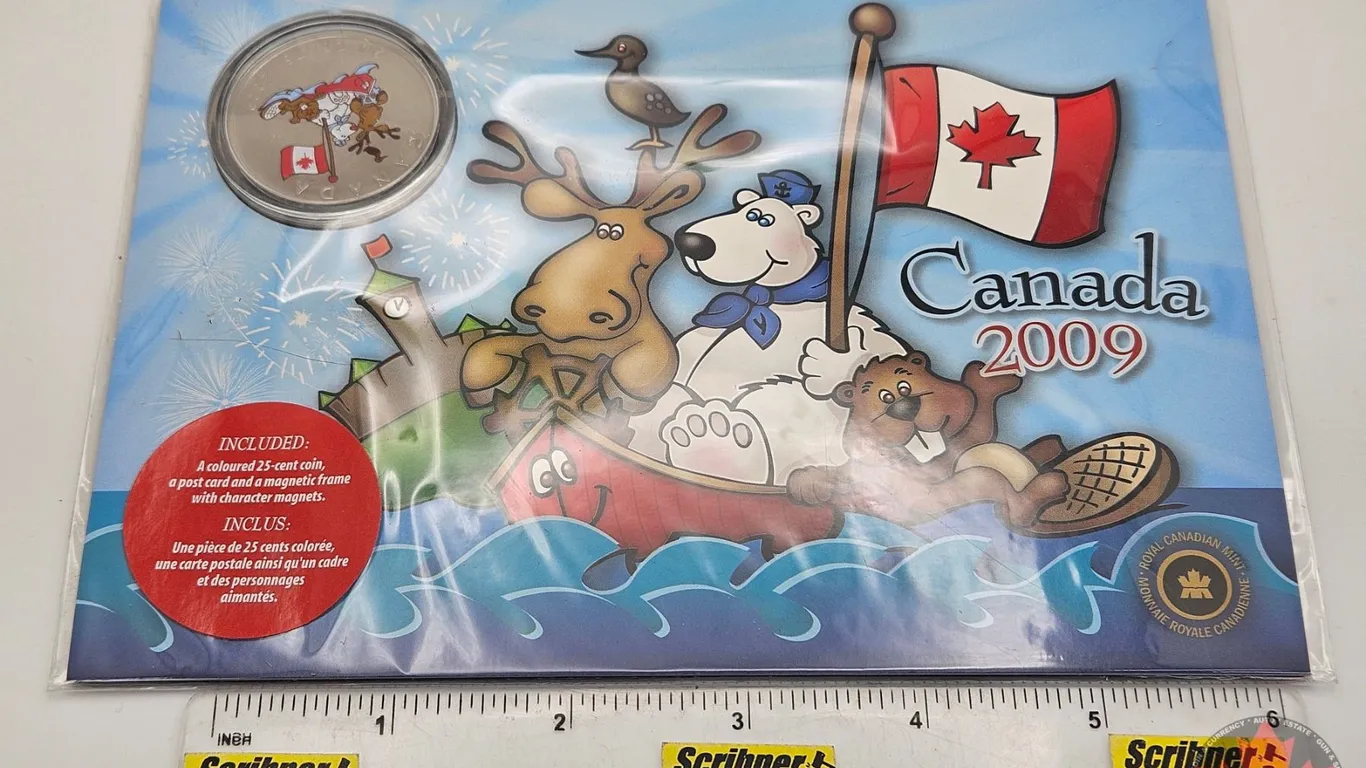 Canada
2009
INCLUDED:
A coloured 25-cent coin,
a post card and a magnetic frame
with character magnets.
INCLUS:
Une pièce de 25 cents colorée,
une carte postale ainsi qu'un cadre
et des personnages
aimantés.
ROYAL CANADIAN MINT
MONNAIE ROYALE CANADIENNE
1 2 3 4 5 6
INCH
Scribner Scribner Scribner